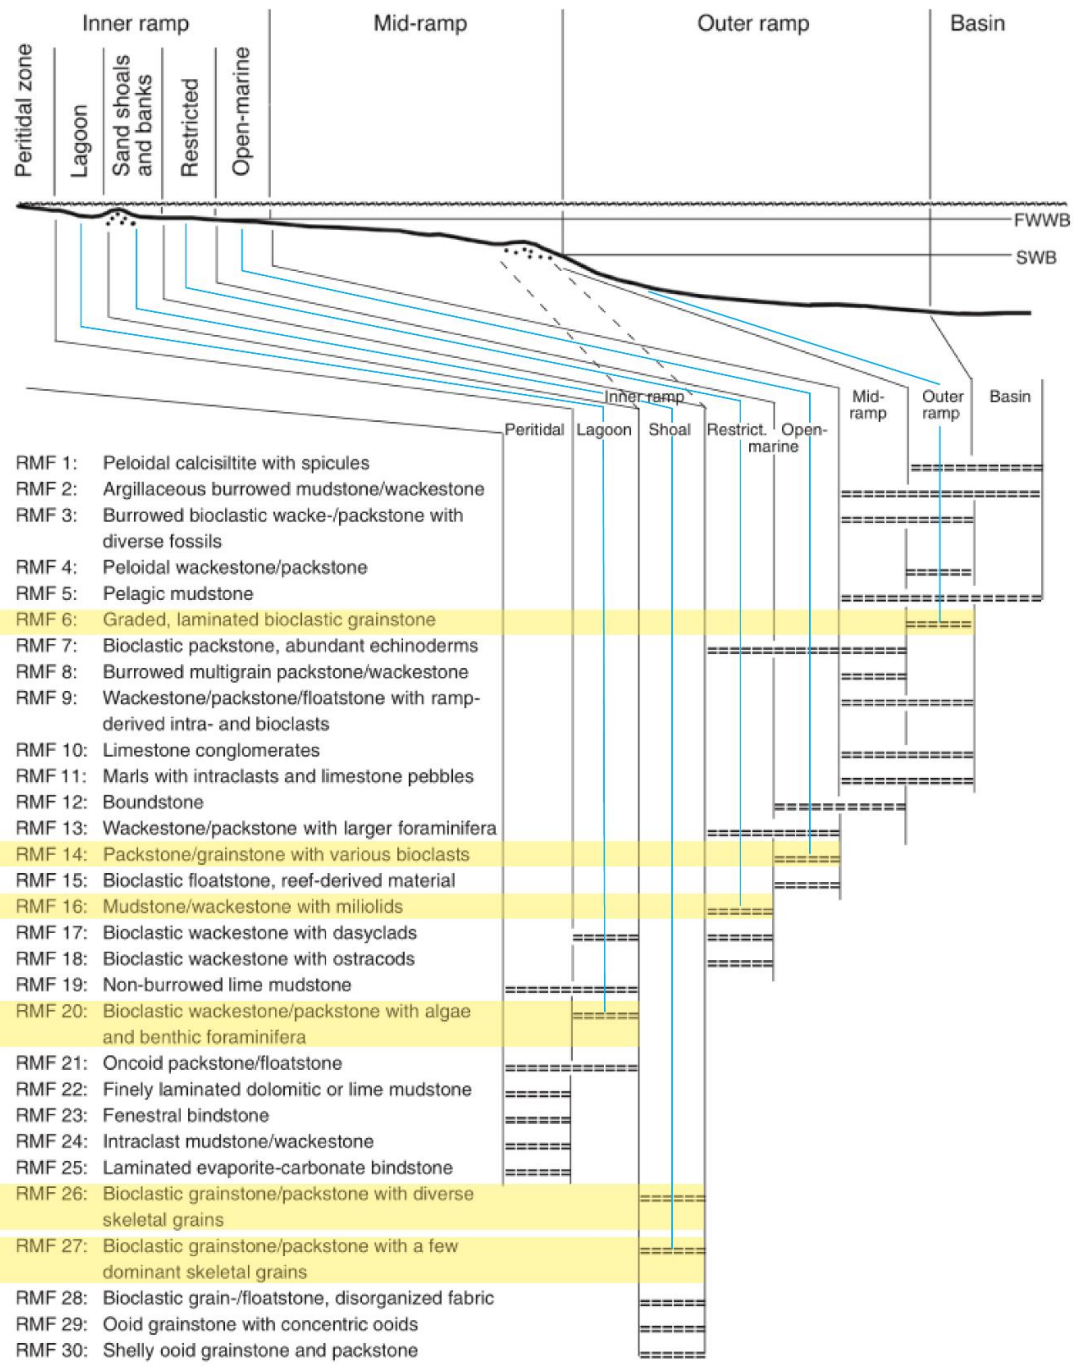 Inner ramp Mid-ramp Outer ramp Basin
Peritidal zone
Lagoon
Sand shoals
and banks
Restricted
Open-marine
FWWB
SWB
Inner ramp
Mid-
ramp
Outer
ramp
Basin
Peritidal Lagoon Shoal Restrict. Open-
marine
RMF 1: Peloidal calcisiltite with spicules
RMF 2: Argillaceous burrowed mudstone/wackestone
RMF 3: Burrowed bioclastic wacke-/packstone with
diverse fossils
RMF 4: Peloidal wackestone/packstone
RMF 5: Pelagic mudstone
RMF 6: Graded, laminated bioclastic grainstone
RMF 7: Bioclastic packstone, abundant echinoderms
RMF 8: Burrowed multigrain packstone/wackestone
RMF 9: Wackestone/packstone/floatstone with ramp-
derived intra- and bioclasts
RMF 10: Limestone conglomerates
RMF 11: Marls with intraclasts and limestone pebbles
RMF 12: Boundstone
RMF 13: Wackestone/packstone with larger foraminifera
RMF 14: Packstone/grainstone with various bioclasts
RMF 15: Bioclastic floatstone, reef-derived material
RMF 16: Mudstone/wackestone with miliolids
RMF 17: Bioclastic wackestone with dasyclads
RMF 18: Bioclastic wackestone with ostracods
RMF 19: Non-burrowed lime mudstone
RMF 20: Bioclastic wackestone/packstone with algae
and benthic foraminifera
RMF 21: Oncoid packstone/floatstone
RMF 22: Finely laminated dolomitic or lime mudstone
RMF 23: Fenestral bindstone
RMF 24: Intraclast mudstone/wackestone
RMF 25: Laminated evaporite-carbonate bindstone
RMF 26: Bioclastic grainstone/packstone with diverse
skeletal grains
RMF 27: Bioclastic grainstone/packstone with a few
dominant skeletal grains
RMF 28: Bioclastic grain-/floatstone, disorganized fabric
RMF 29: Ooid grainstone with concentric ooids
RMF 30: Shelly ooid grainstone and packstone